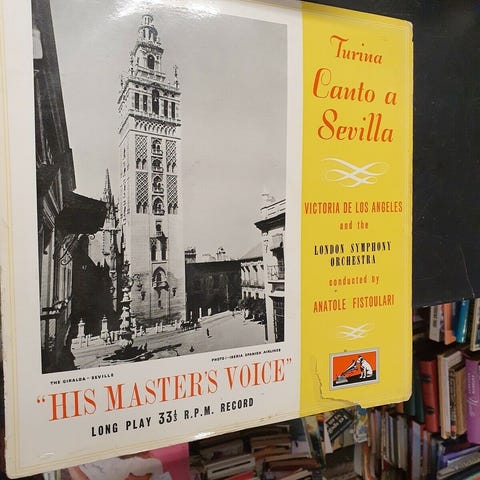 Turina
Canto a
Sevilla
VICTORIA DE LOS ANGELES
and the
LONDON SYMPHONY
ORCHESTRA
conducted by
ANATOLE FISTOULARI
THE GIRALDA - SEVILLE
PHOTO:- IBERIA SPANISH AIRLINES
"HIS MASTER'S VOICE"
LONG PLAY 33⅓ R.P.M. RECORD